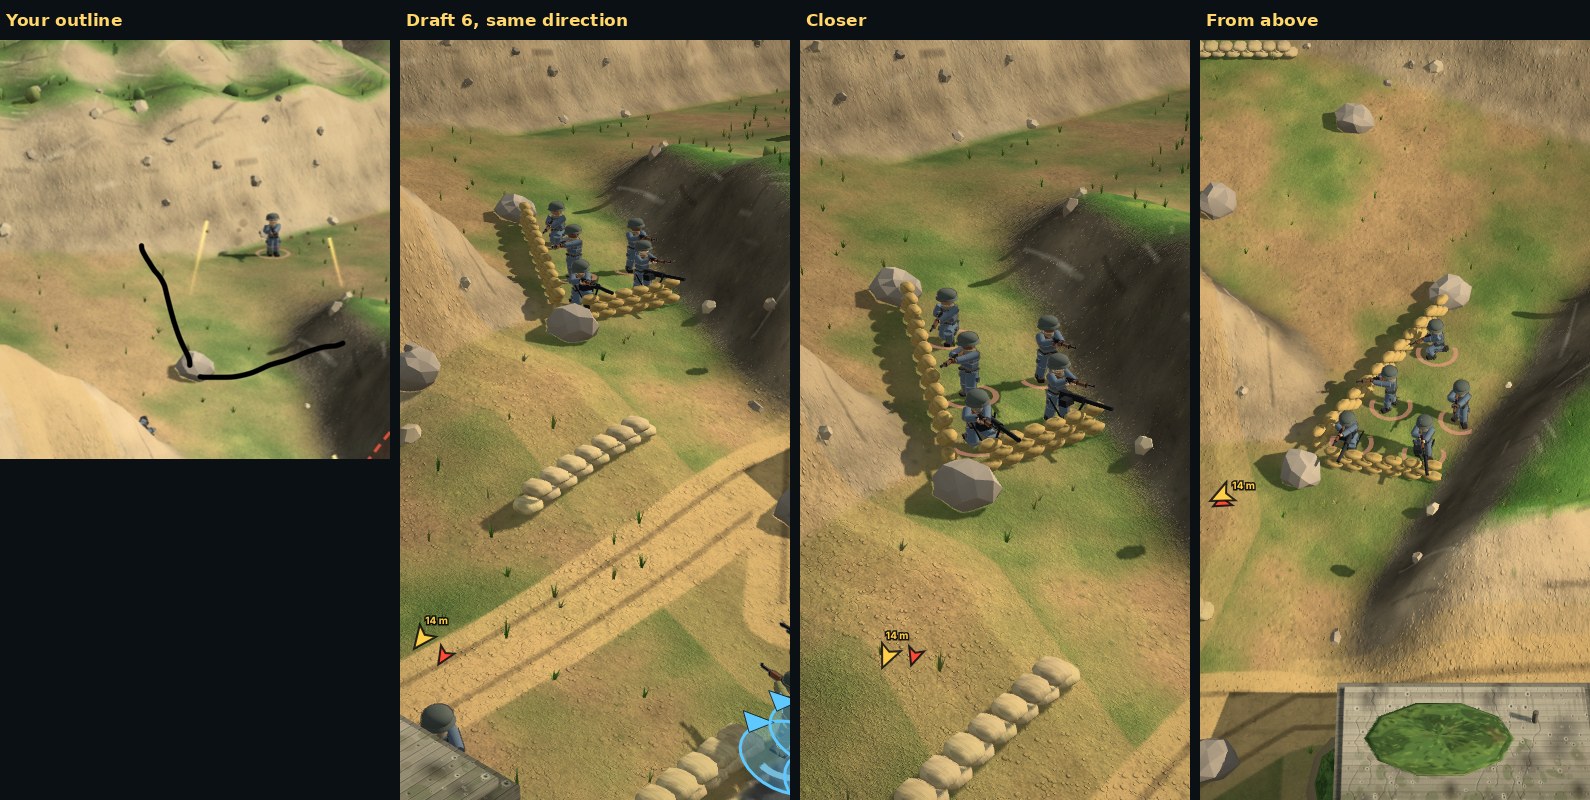 Your outline
Draft 6, same direction
Closer
From above
14 m
14 m
14 m